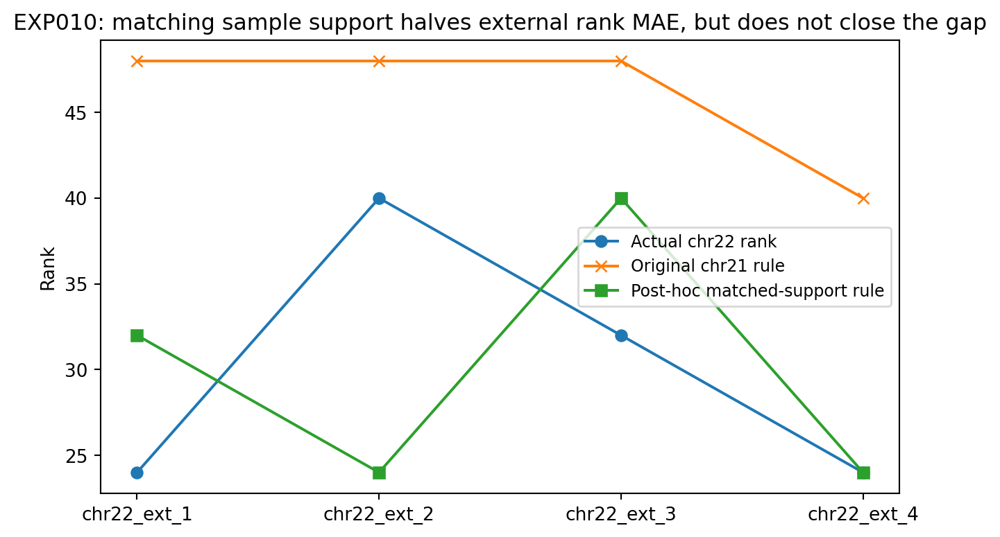 EXP010: matching sample support halves external rank MAE, but does not close the gap
45
40
35
30
25
Rank
Actual chr22 rank
Original chr21 rule
Post-hoc matched-support rule
chr22_ext_1
chr22_ext_2
chr22_ext_3
chr22_ext_4